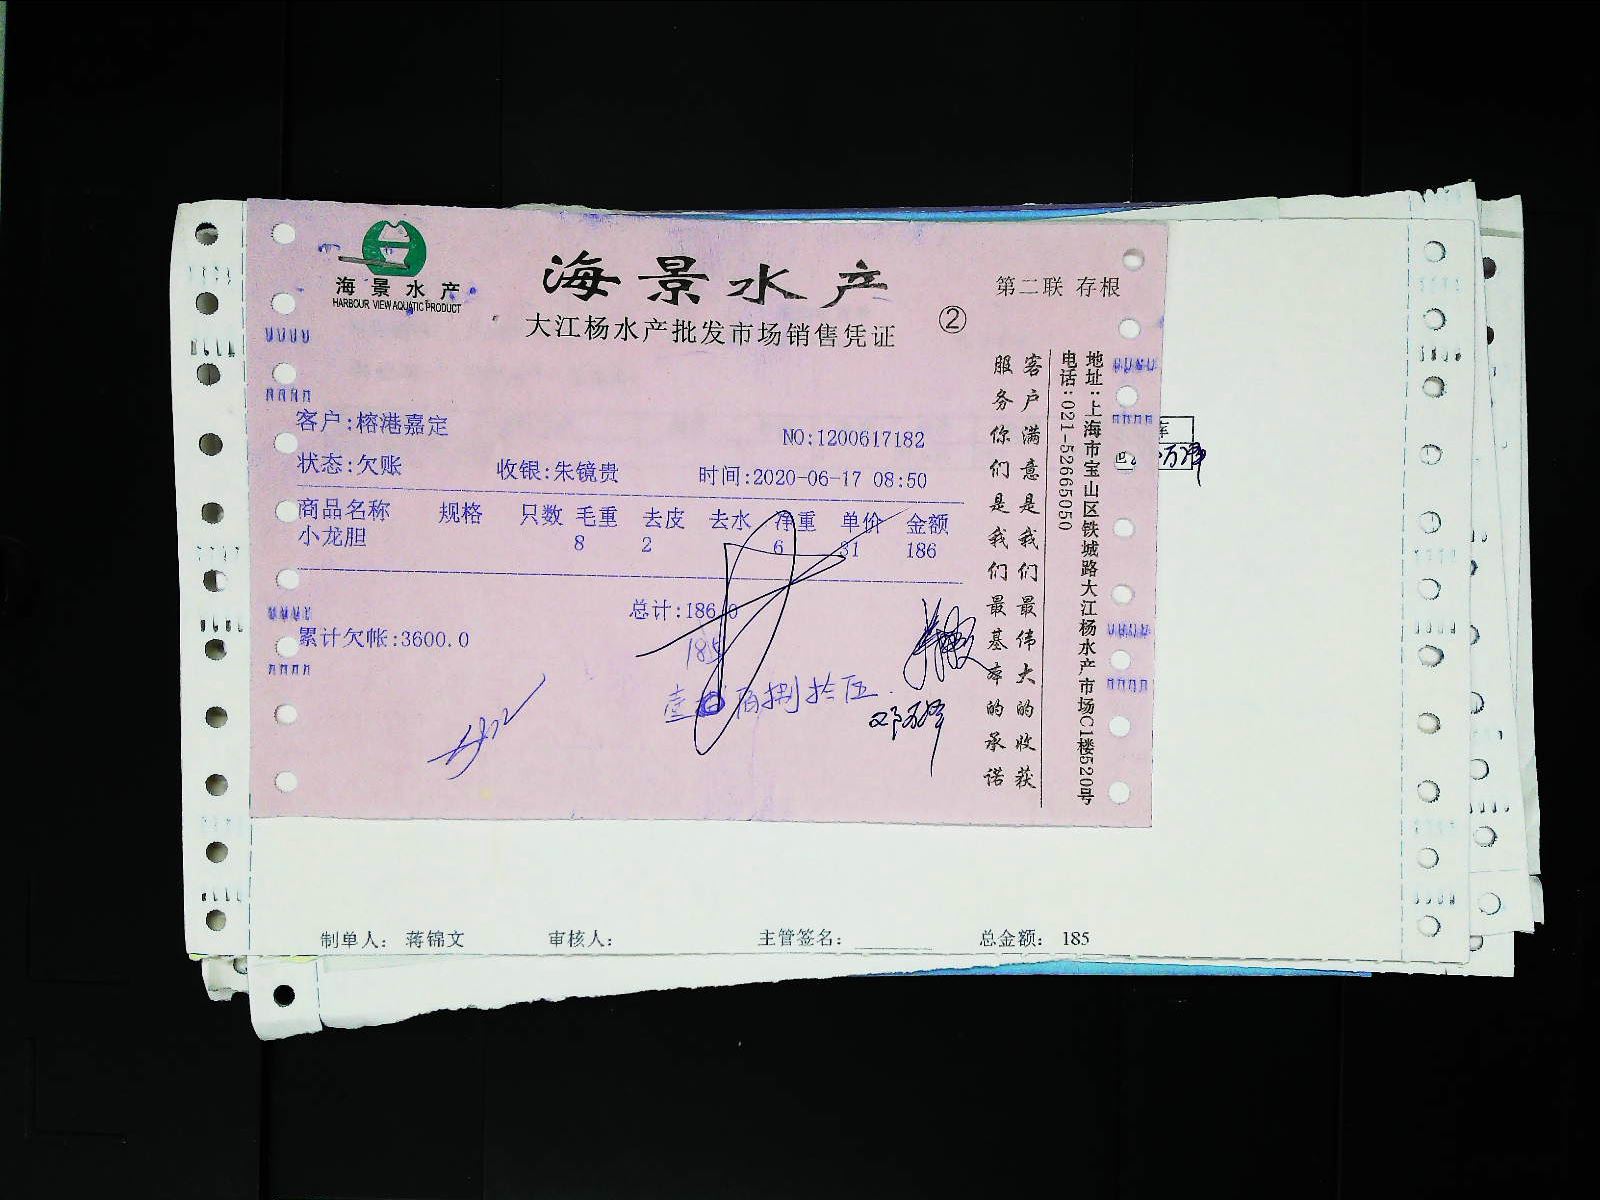 海景水产
HARBOUR VIEW AQUATIC PRODUCT
海景水产
大江杨水产批发市场销售凭证
②
第二联 存根
客户:榕港嘉定
NO:1200617182
状态:欠账 收银:朱镜贵 时间:2020-06-17 08:50
商品名称 规格 只数 毛重 去皮 去水 净重 单价 金额
小龙胆 8 2 6 31 186
总计:186.0
累计欠帐:3600.0
185
壹 佰捌拾伍
客户满意是我们最伟大的收获
服务你们是我们最基本的承诺
地址:上海市宝山区铁城路大江杨水产市场C1楼520号
电话:021-52665050
制单人: 蒋锦文 审核人: 主管签名: 总金额: 185